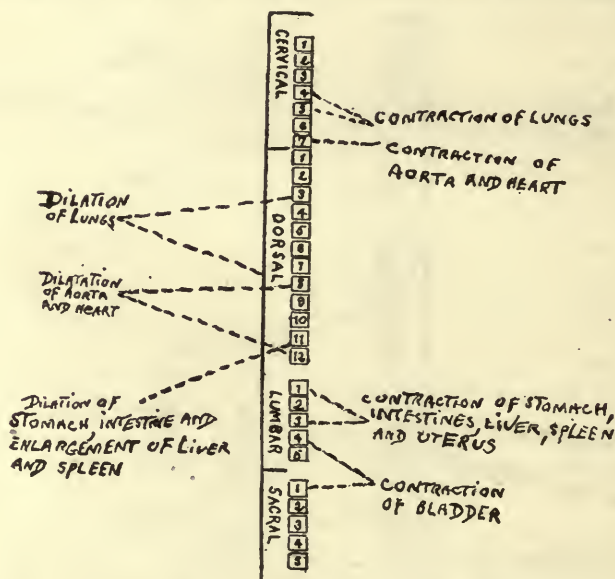 CERVICAL
1
2
3
4
5
6
7
CONTRACTION OF LUNGS
CONTRACTION OF
AORTA AND HEART
DORSAL
1
2
3
4
5
6
7
8
9
10
11
12
DILATION
OF LUNGS
DILATATION
OF AORTA
AND HEART
DILATION OF
STOMACH, INTESTINE AND
ENLARGEMENT OF LIVER
AND SPLEEN
LUMBAR
1
2
3
4
5
CONTRACTION OF STOMACH,
INTESTINES, LIVER, SPLEEN
AND UTERUS
SACRAL
1
2
3
4
5
CONTRACTION
OF BLADDER